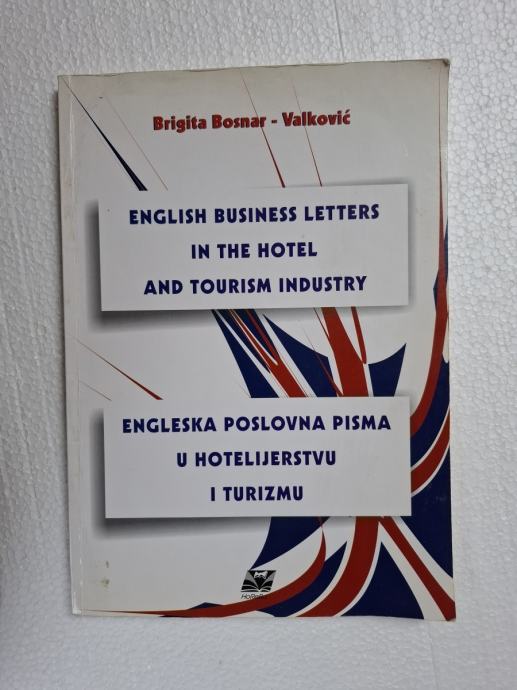 Brigita Bosnar - Valković
ENGLISH BUSINESS LETTERS
IN THE HOTEL
AND TOURISM INDUSTRY
ENGLESKA POSLOVNA PISMA
U HOTELIJERSTVU
I TURIZMU